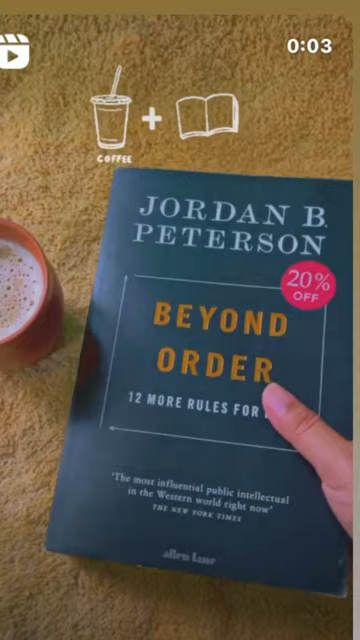 0:03
COFFEE
JORDAN B.
PETERSON
20%
OFF
BEYOND
ORDER
12 MORE RULES FOR
'The most influential public intellectual
in the Western world right now'
THE NEW YORK TIMES
allen lane